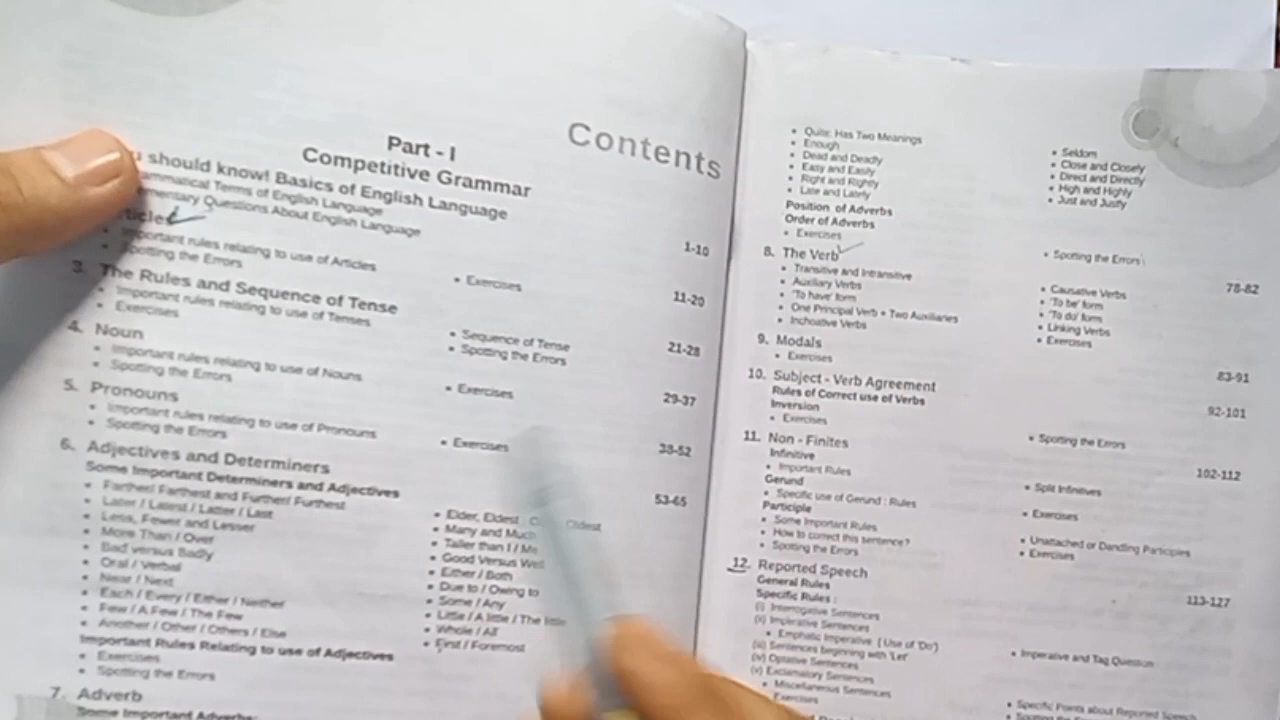 Contents
Part - I
Competitive Grammar
should know! Basics of English Language
Terms of English Language
Questions About English Language
1-10
Important rules relating to use of Articles
Spotting the Errors
Exercises
11-20
3. The Rules and Sequence of Tense
Important rules relating to use of Tenses
Exercises
Sequence of Tense
Spotting the Errors
21-28
4. Noun
Important rules relating to use of Nouns
Spotting the Errors
Exercises
29-37
5. Pronouns
Important rules relating to use of Pronouns
Spotting the Errors
Exercises
38-52
6. Adjectives and Determiners
53-65
Some Important Determiners and Adjectives
Farther/ Farthest and Further/ Furthest
Later / Latest / Latter / Last
Less, Fewer and Lesser
More Than / Over
Bad versus Badly
Oral / Verbal
Near / Next
Each / Every / Either / Neither
Few / A Few / The Few
Another / Other / Others / Else
Elder, Eldest Oldest
Many and Much
Taller than I / Me
Good Versus
Either / Both
Due to / Owing to
Some / Any
Little / A little / The little
Whole / All
First / Foremost
Important Rules Relating to use of Adjectives
Exercises
Spotting the Errors
7. Adverb
Some Important Adverbs:
Quite: Has Two Meanings
Enough
Dead and Deadly
Easy and Easily
Right and Rightly
Late and Lately
Seldom
Close and Closely
Direct and Directly
High and Highly
Just and Justly
Position of Adverbs
Order of Adverbs
Exercises
Spotting the Errors
8. The Verb
78-82
Transitive and Intransitive
Auxiliary Verbs
'To have' form
One Principal Verb + Two Auxiliaries
Inchoative Verbs
Causative Verbs
'To be' form
'To do' form
Linking Verbs
Exercises
9. Modals
83-91
Exercises
10. Subject - Verb Agreement
92-101
Rules of Correct use of Verbs
Inversion
Exercises
Spotting the Errors
11. Non - Finites
102-112
Infinitive
Important Rules
Split Infinitives
Gerund
Specific use of Gerund : Rules
Exercises
Participle
Some Important Rules
How to correct this sentence?
Spotting the Errors
Unattached or Dangling Participles
Exercises
12. Reported Speech
113-127
General Rules
Specific Rules :
(i) Interrogative Sentences
(ii) Imperative Sentences
Emphatic Imperative (Use of 'Do')
Imperative and Tag Question
(iii) Sentences beginning with 'Let'
(iv) Optative Sentences
(v) Exclamatory Sentences
Miscellaneous Sentences
Exercises
Specific Points about Reported Speech